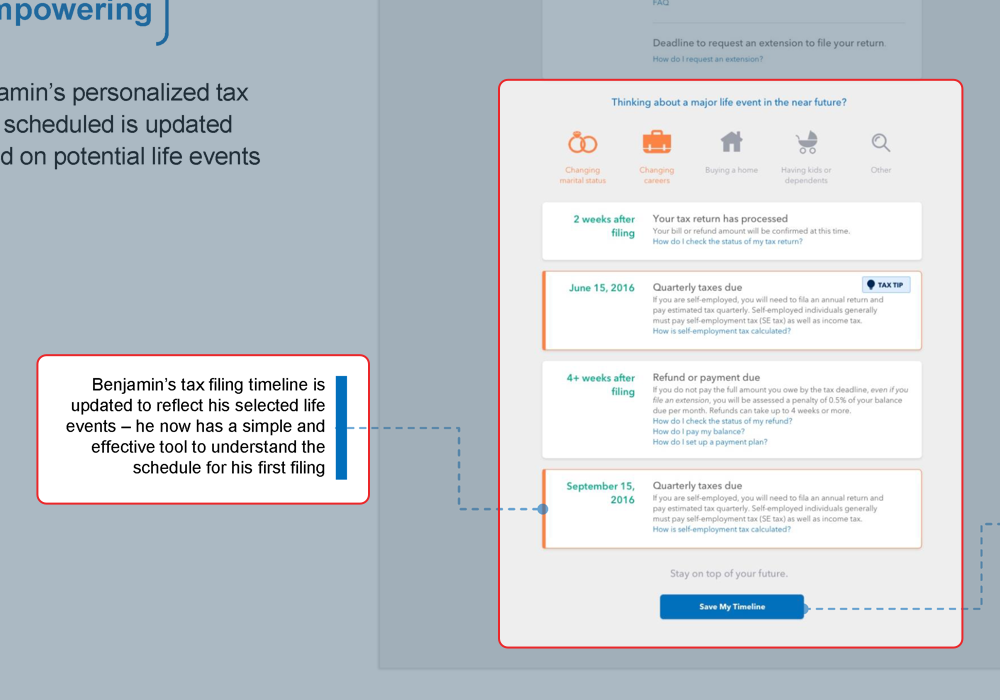 mpowering
amin’s personalized tax
scheduled is updated
d on potential life events
Benjamin’s tax filing timeline is
updated to reflect his selected life
events – he now has a simple and
effective tool to understand the
schedule for his first filing
FAQ
Deadline to request an extension to file your return.
How do I request an extension?
Thinking about a major life event in the near future?
Changing
marital status
Changing
careers
Buying a home
Having kids or
dependents
Other
2 weeks after
filing
Your tax return has processed
Your bill or refund amount will be confirmed at this time.
How do I check the status of my tax return?
June 15, 2016
Quarterly taxes due
TAX TIP
If you are self-employed, you will need to fila an annual return and
pay estimated tax quarterly. Self-employed individuals generally
must pay self-employment tax (SE tax) as well as income tax.
How is self-employment tax calculated?
4+ weeks after
filing
Refund or payment due
If you do not pay the full amount you owe by the tax deadline, even if you
file an extension, you will be assessed a penalty of 0.5% of your balance
due per month. Refunds can take up to 4 weeks or more.
How do I check the status of my refund?
How do I pay my balance?
How do I set up a payment plan?
September 15,
2016
Quarterly taxes due
If you are self-employed, you will need to fila an annual return and
pay estimated tax quarterly. Self-employed individuals generally
must pay self-employment tax (SE tax) as well as income tax.
How is self-employment tax calculated?
Stay on top of your future.
Save My Timeline